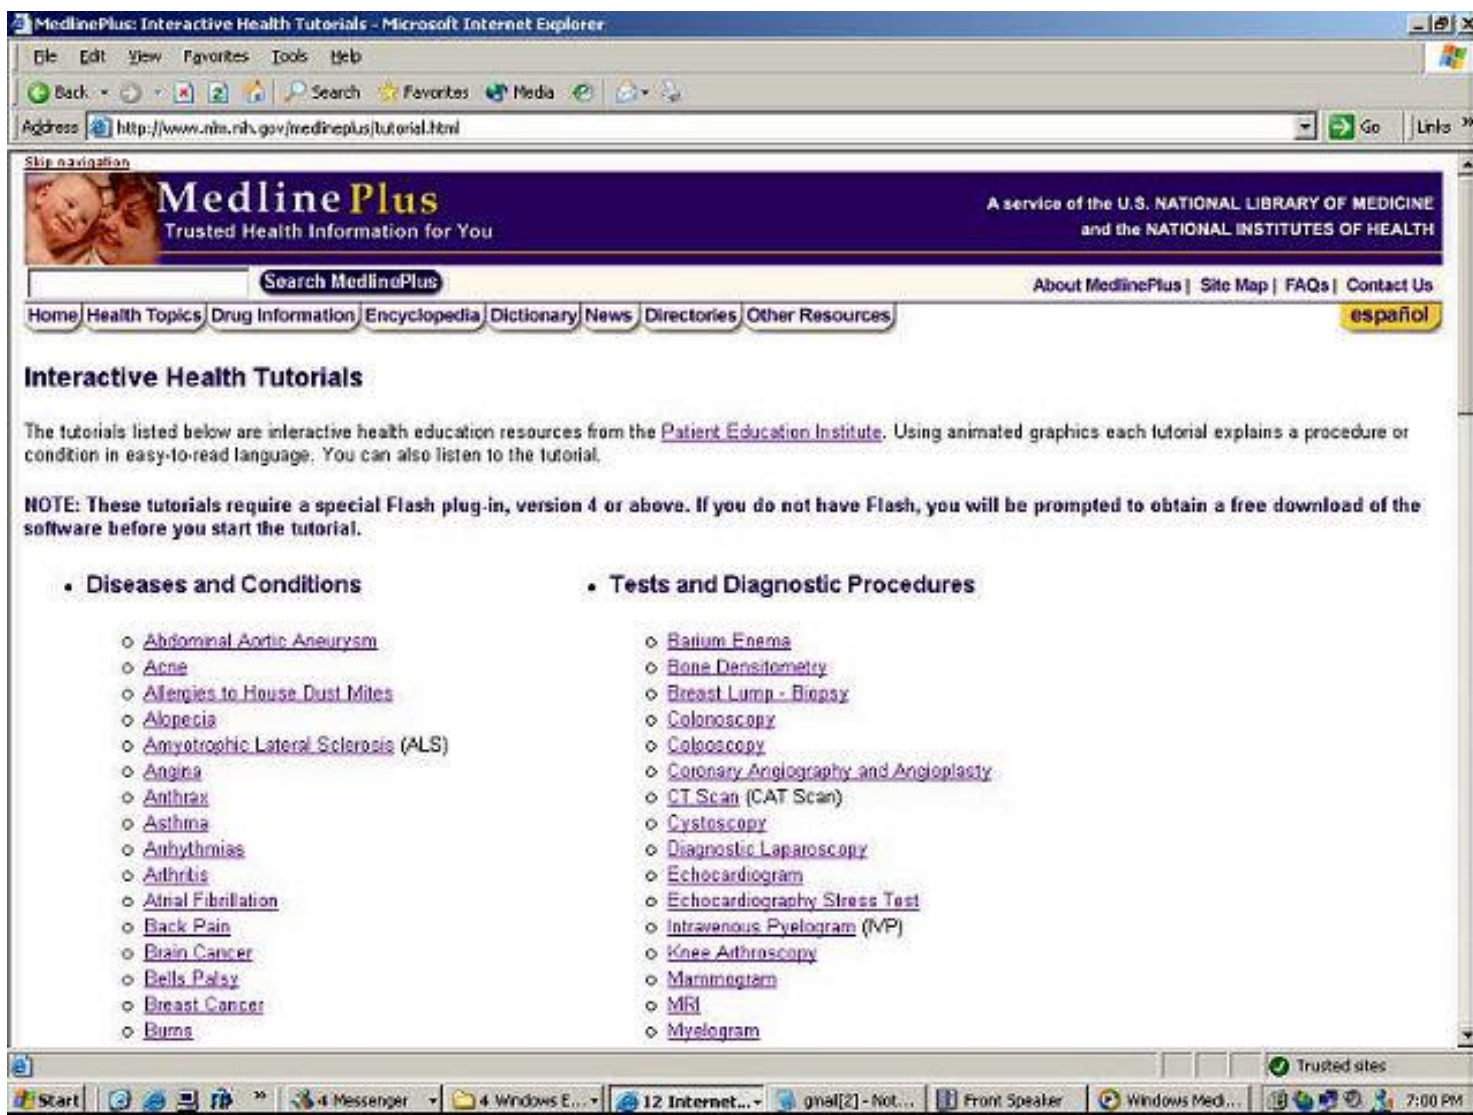 MedlinePlus: Interactive Health Tutorials - Microsoft Internet Explorer
File Edit View Favorites Tools Help
Back Search Favorites Media
Address http://www.nlm.nih.gov/medlineplus/tutorial.html Go Links »
Skip navigation
MedlinePlus
Trusted Health Information for You
A service of the U.S. NATIONAL LIBRARY OF MEDICINE
and the NATIONAL INSTITUTES OF HEALTH
Search MedlinePlus
About MedlinePlus | Site Map | FAQs | Contact Us
Home Health Topics Drug Information Encyclopedia Dictionary News Directories Other Resources español
Interactive Health Tutorials
The tutorials listed below are interactive health education resources from the Patient Education Institute. Using animated graphics each tutorial explains a procedure or
condition in easy-to-read language. You can also listen to the tutorial.
NOTE: These tutorials require a special Flash plug-in, version 4 or above. If you do not have Flash, you will be prompted to obtain a free download of the
software before you start the tutorial.
• Diseases and Conditions
Abdominal Aortic Aneurysm
Acne
Allergies to House Dust Mites
Alopecia
Amyotrophic Lateral Sclerosis (ALS)
Angina
Anthrax
Asthma
Arrhythmias
Arthritis
Atrial Fibrillation
Back Pain
Brain Cancer
Bells Palsy
Breast Cancer
Burns
• Tests and Diagnostic Procedures
Barium Enema
Bone Densitometry
Breast Lump - Biopsy
Colonoscopy
Colposcopy
Coronary Angiography and Angioplasty
CT Scan (CAT Scan)
Cystoscopy
Diagnostic Laparoscopy
Echocardiogram
Echocardiography Stress Test
Intravenous Pyelogram (IVP)
Knee Arthroscopy
Mammogram
MRI
Myelogram
Trusted sites
Start » 4 Messenger 4 Windows E... 12 Internet... gmail[2] - Not... Front Speaker Windows Medi... 7:00 PM